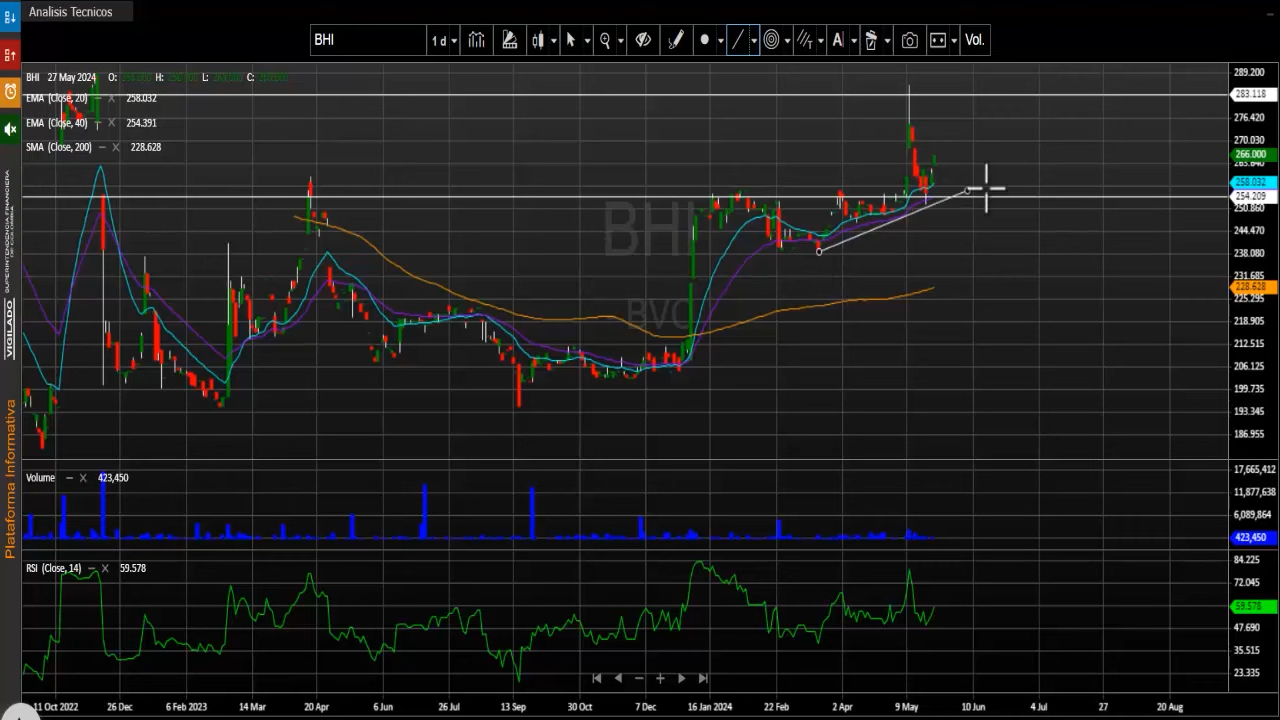 Analisis Tecnicos
BHI 1 d A Vol.
BHI 27 May 2024 O: H: L: C:
EMA (Close, 20) 258.032
EMA (Close, 40) 254.391
SMA (Close, 200) 228.628
BHI
BVC
289.200
283.118
276.420
270.030
266.000
263.640
258.032
254.209
250.860
244.470
238.080
231.685
228.628
225.295
218.905
212.515
206.125
199.735
193.345
186.955
Volume 423,450
17,665,412
11,877,638
6,089,864
423,450
RSI (Close, 14) 59.578
84.225
72.045
59.578
47.690
35.515
23.335
11 Oct 2022 26 Dec 6 Feb 2023 14 Mar 20 Apr 6 Jun 26 Jul 13 Sep 30 Oct 7 Dec 16 Jan 2024 22 Feb 2 Apr 9 May 10 Jun 4 Jul 27 20 Aug
VIGILADO SUPERINTENDENCIA FINANCIERA
DE COLOMBIA
Plataforma Informativa